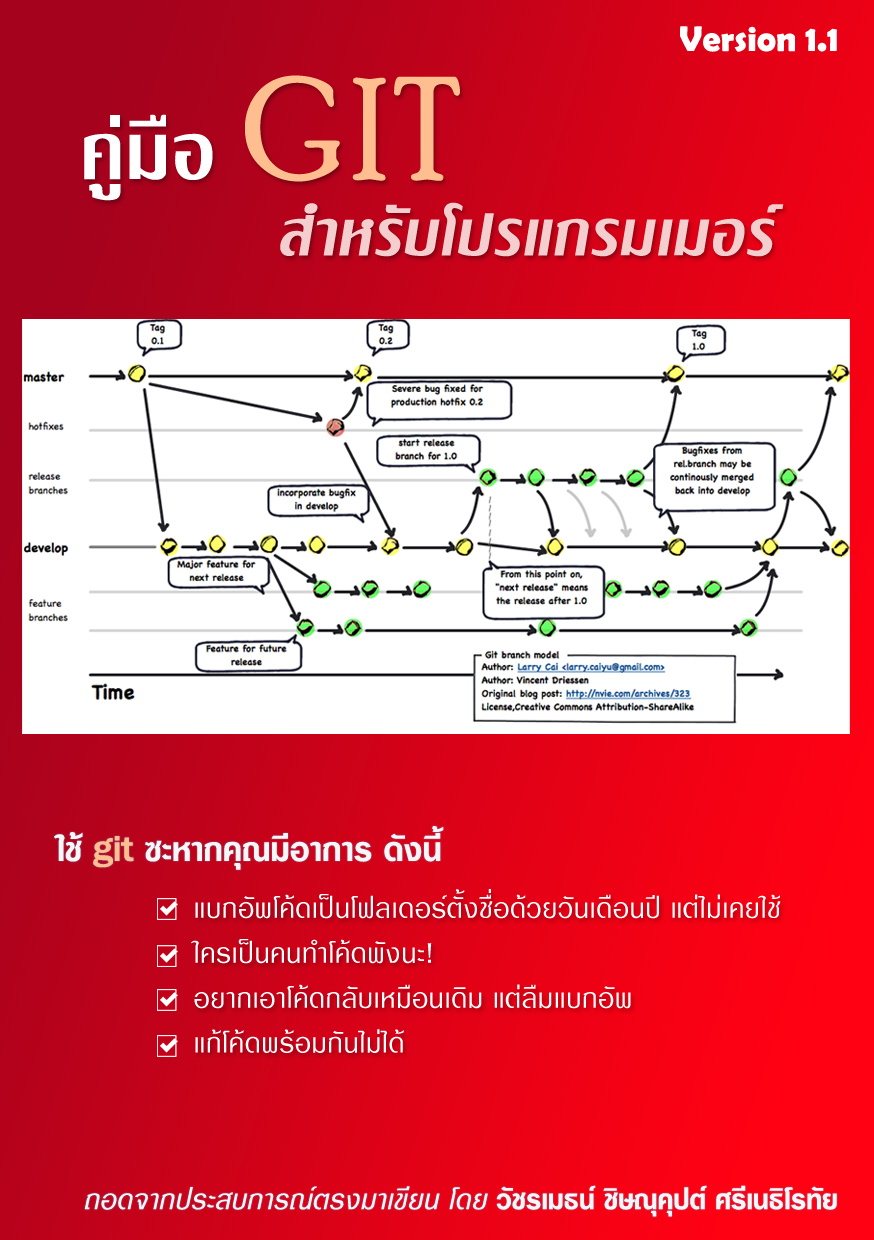 Version 1.1
คู่มือ GIT
สำหรับโปรแกรมเมอร์
Tag
0.1
Tag
0.2
Tag
1.0
master
Severe bug fixed for
production hotfix 0.2
hotfixes
start release
branch for 1.0
Bugfixes from
rel.branch may be
continously merged
back into develop
release
branches
incorporate bugfix
in develop
develop
Major feature for
next release
From this point on,
"next release" means
the release after 1.0
feature
branches
Feature for future
release
Git branch model
Author: Larry Cai <larry.caiyu@gmail.com>
Author: Vincent Driessen
Original blog post: http://nvie.com/archives/323
License,Creative Commons Attribution-ShareAlike
Time
ใช้ git ซะหากคุณมีอาการ ดังนี้
แบกอัพโค้ดเป็นโฟลเดอร์ตั้งชื่อด้วยวันเดือนปี แต่ไม่เคยใช้
ใครเป็นคนทำโค้ดพังนะ!
อยากเอาโค้ดกลับเหมือนเดิม แต่ลืมแบกอัพ
แก้โค้ดพร้อมกันไม่ได้
ถอดจากประสบการณ์ตรงมาเขียน โดย วัชรเมธน์ ชิษณุคุปต์ ศรีเนธิโรทัย